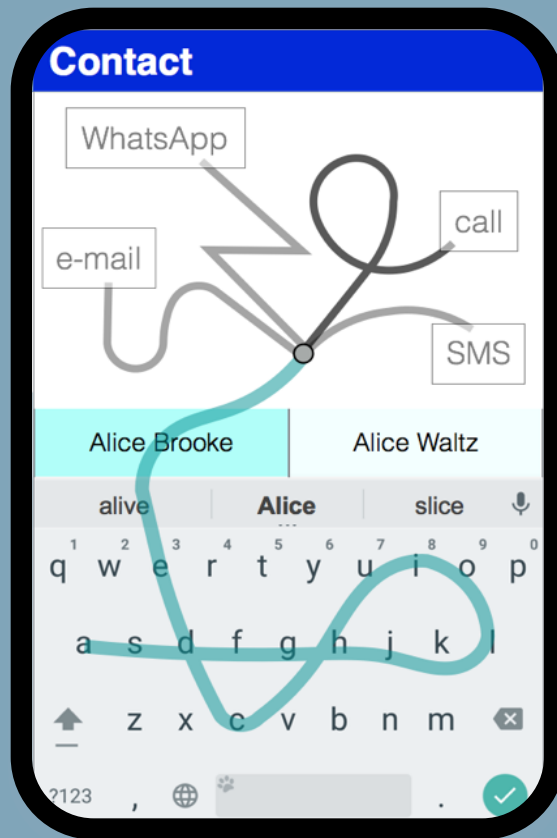 Contact
WhatsApp
call
e-mail
SMS
Alice Brooke Alice Waltz
alive Alice slice
...
1 2 3 4 5 6 7 8 9 0
q w e r t y u i o p
a s d f g h j k l
z x c v b n m
?123 , .